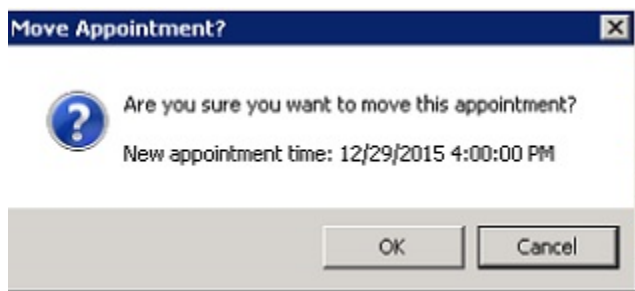 Move Appointment?
Are you sure you want to move this appointment?
New appointment time: 12/29/2015 4:00:00 PM
OK Cancel